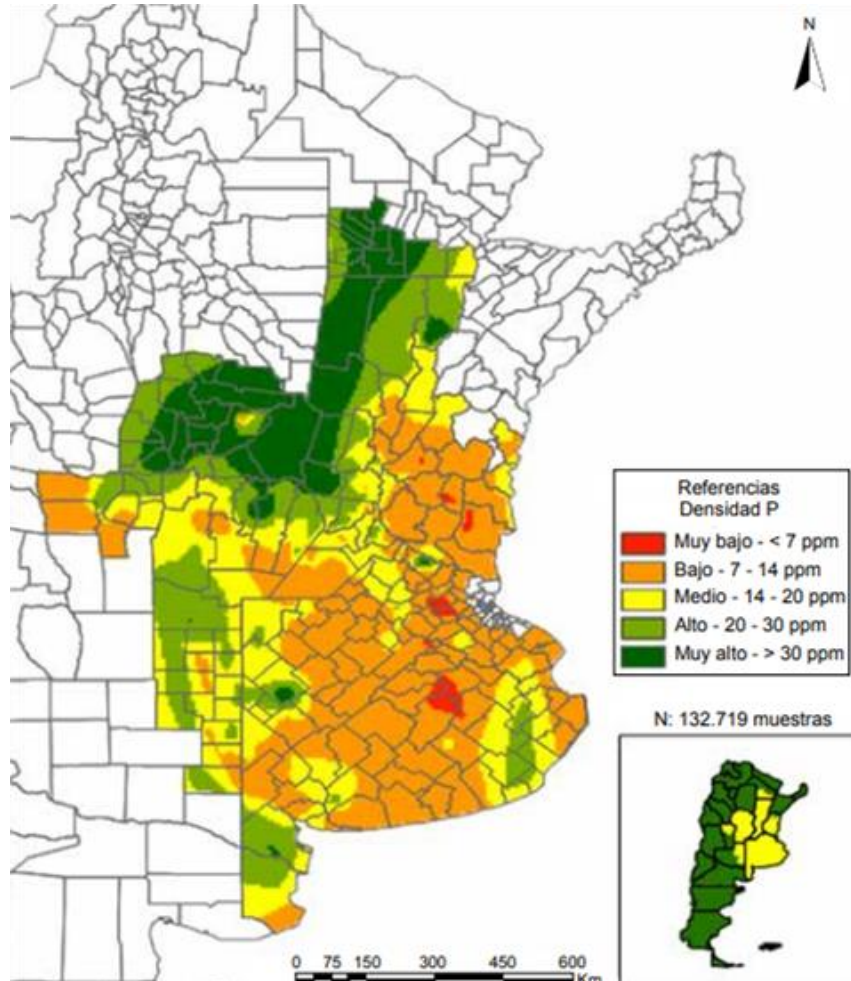 N
Referencias
Densidad P
Muy bajo - < 7 ppm
Bajo - 7 - 14 ppm
Medio - 14 - 20 ppm
Alto - 20 - 30 ppm
Muy alto - > 30 ppm
N: 132.719 muestras
0 75 150 300 450 600
Km